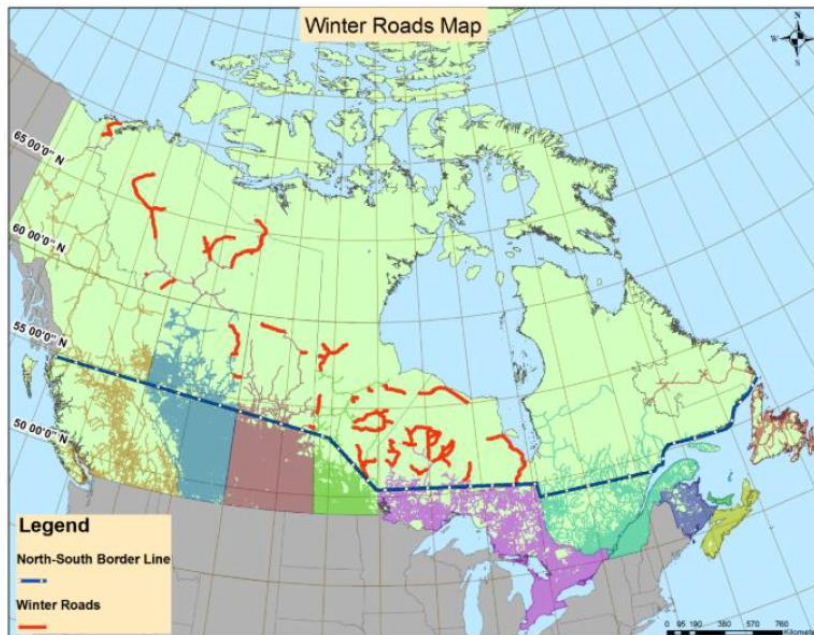 Winter Roads Map
N
W
E
S
65 00'0" N
60 00'0" N
55 00'0" N
50 00'0" N
Legend
North-South Border Line
Winter Roads
0 95 190 380 570 760
Kilometers